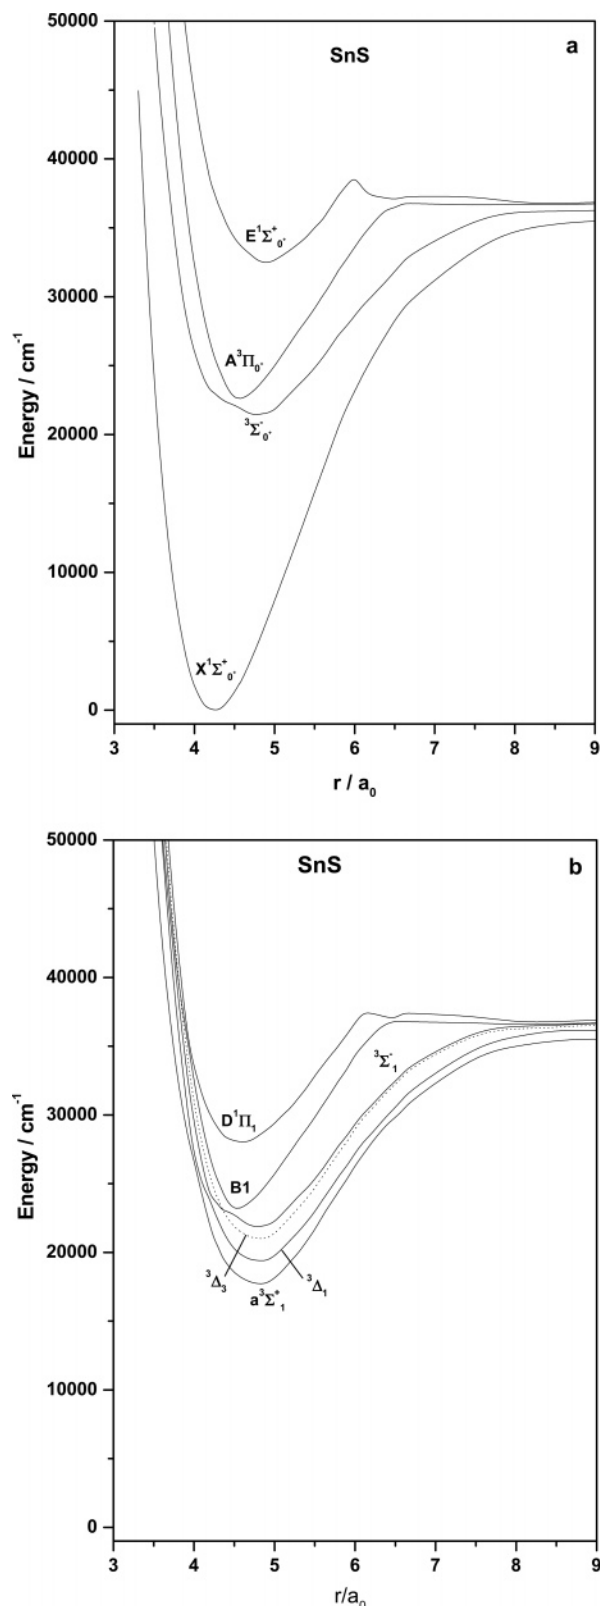 50000
SnS
a
40000
E¹Σ⁺₀⁺
30000
A³Π₀⁺
³Σ⁻₀⁺
20000
10000
X¹Σ⁺₀⁺
0
3 4 5 6 7 8 9
r / a₀
Energy / cm⁻¹
50000
SnS
b
40000
³Σ⁻₁
30000
D¹Π₁
B1
20000
³Δ₃
³Δ₁
a³Σ⁺₁
10000
0
3 4 5 6 7 8 9
r/a₀
Energy / cm⁻¹